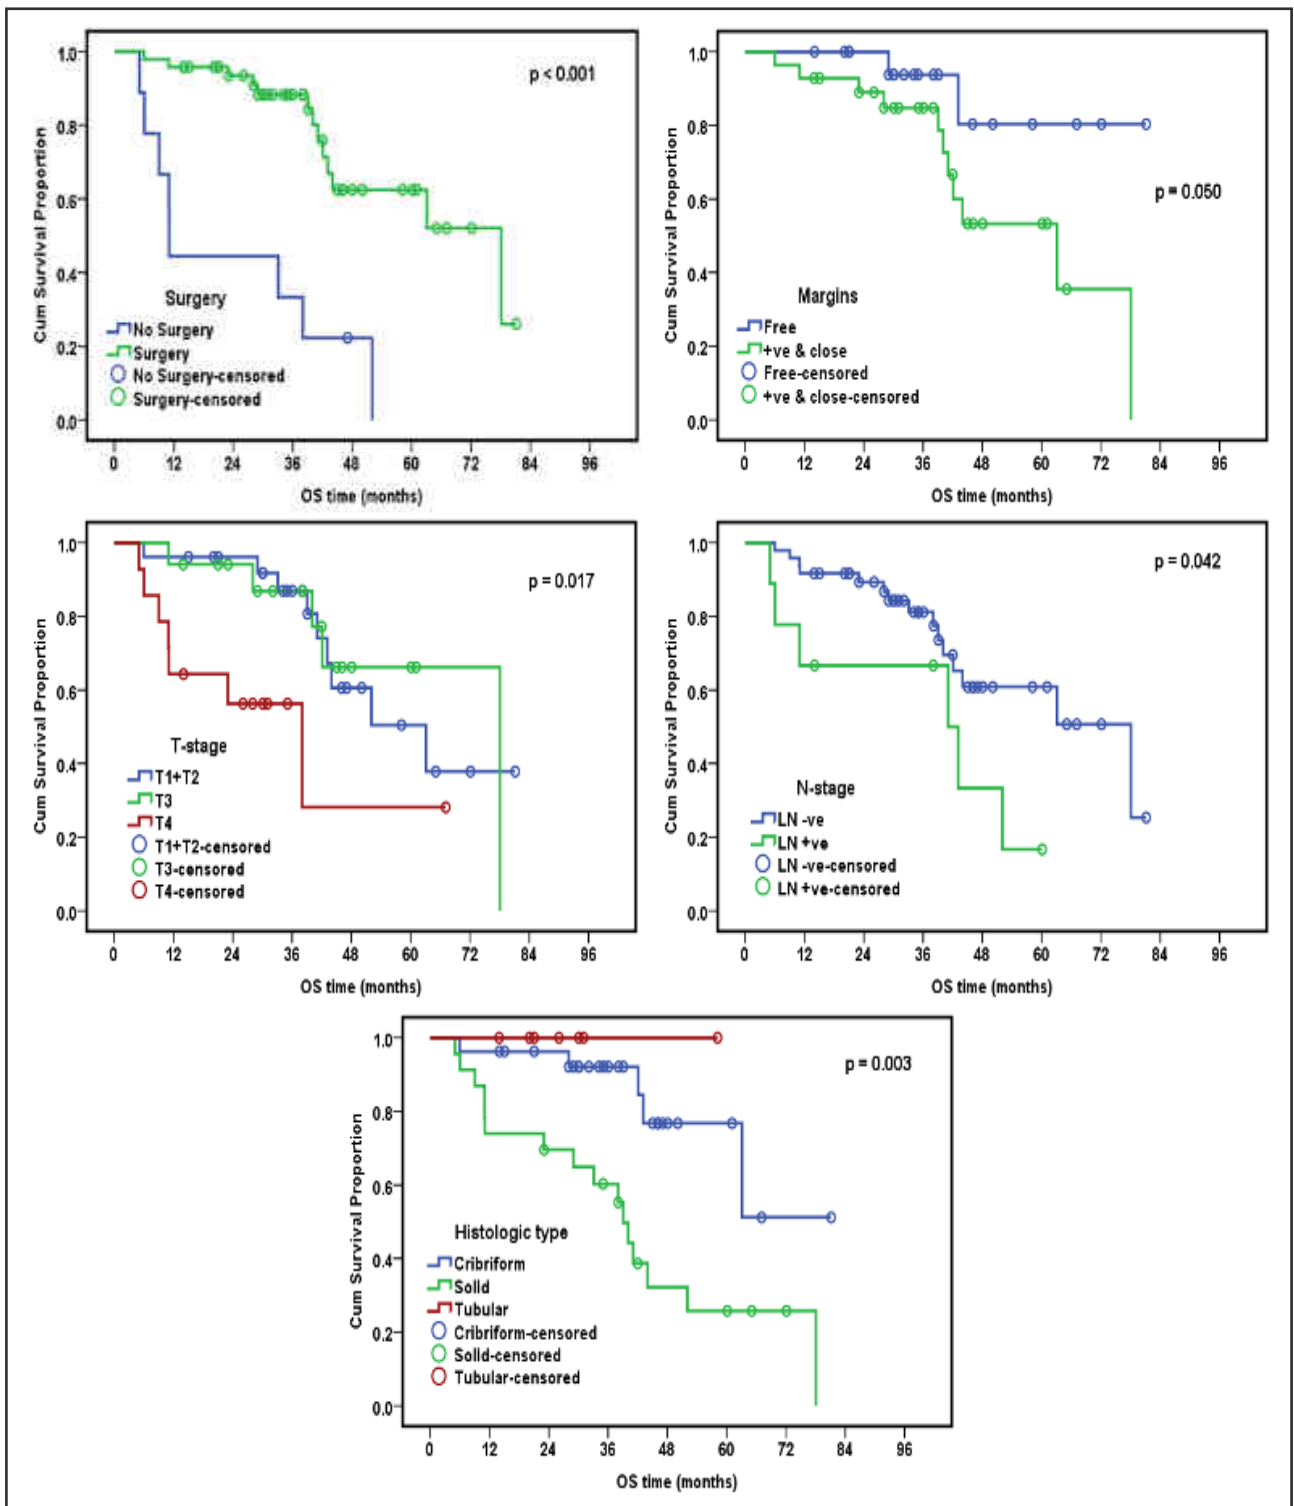 1.0
0.8
0.6
0.4
0.2
0.0
Cum Survival Proportion
p < 0.001
Surgery
No Surgery
Surgery
No Surgery-censored
Surgery-censored
0 12 24 36 48 60 72 84 96
OS time (months)
1.0
0.8
0.6
0.4
0.2
0.0
Cum Survival Proportion
p = 0.050
Margins
Free
+ve & close
Free-censored
+ve & close-censored
0 12 24 36 48 60 72 84 96
OS time (months)
1.0
0.8
0.6
0.4
0.2
0.0
Cum Survival Proportion
p = 0.017
T-stage
T1+T2
T3
T4
T1+T2-censored
T3-censored
T4-censored
0 12 24 36 48 60 72 84 96
OS time (months)
1.0
0.8
0.6
0.4
0.2
0.0
Cum Survival Proportion
p = 0.042
N-stage
LN -ve
LN +ve
LN -ve-censored
LN +ve-censored
0 12 24 36 48 60 72 84 96
OS time (months)
1.0
0.8
0.6
0.4
0.2
0.0
Cum Survival Proportion
p = 0.003
Histologic type
Cribriform
Solid
Tubular
Cribriform-censored
Solid-censored
Tubular-censored
0 12 24 36 48 60 72 84 96
OS time (months)